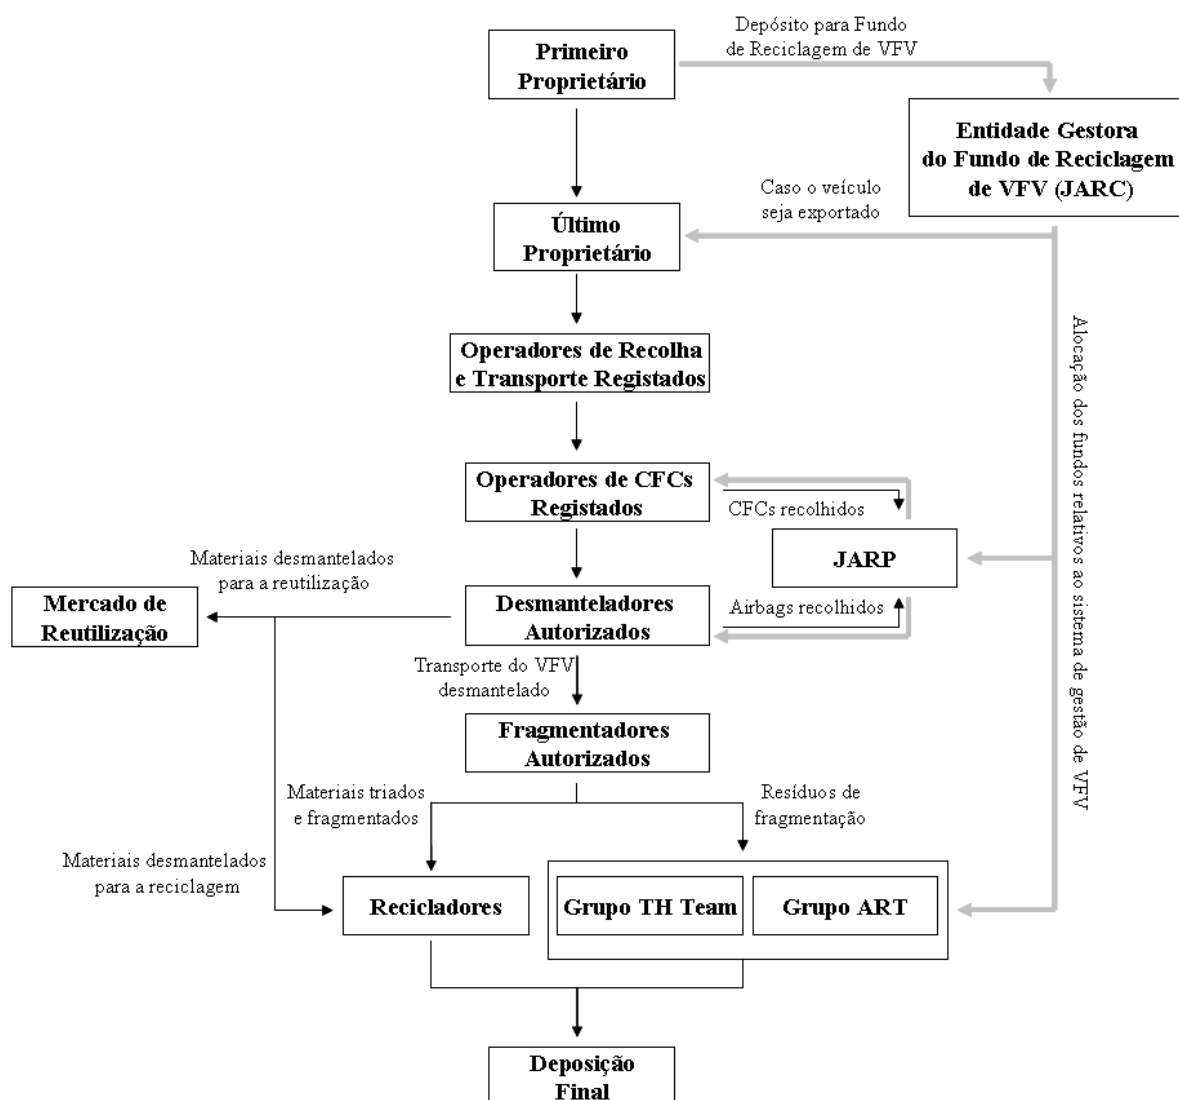 Depósito para Fundo
de Reciclagem de VFV
Primeiro
Proprietário
Entidade Gestora
do Fundo de Reciclagem
de VFV (JARC)
Caso o veículo
seja exportado
Último
Proprietário
Operadores de Recolha
e Transporte Registados
Alocação dos fundos relativos ao sistema de gestão de VFV
Operadores de CFCs
Registados
CFCs recolhidos
JARP
Materiais desmantelados
para a reutilização
Mercado de
Reutilização
Desmanteladores
Autorizados
Airbags recolhidos
Transporte do VFV
desmantelado
Fragmentadores
Autorizados
Materiais triados
e fragmentados
Resíduos de
fragmentação
Materiais desmantelados
para a reciclagem
Recicladores
Grupo TH Team
Grupo ART
Deposição
Final